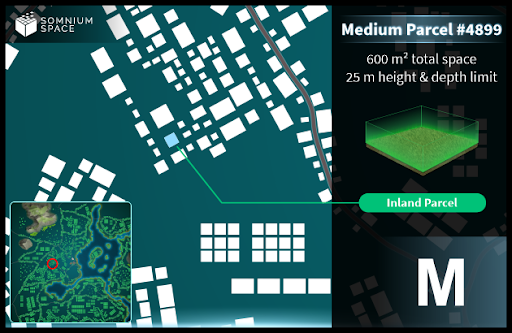 SOMNIUM
SPACE
Medium Parcel #4899
600 m² total space
25 m height & depth limit
Inland Parcel
M